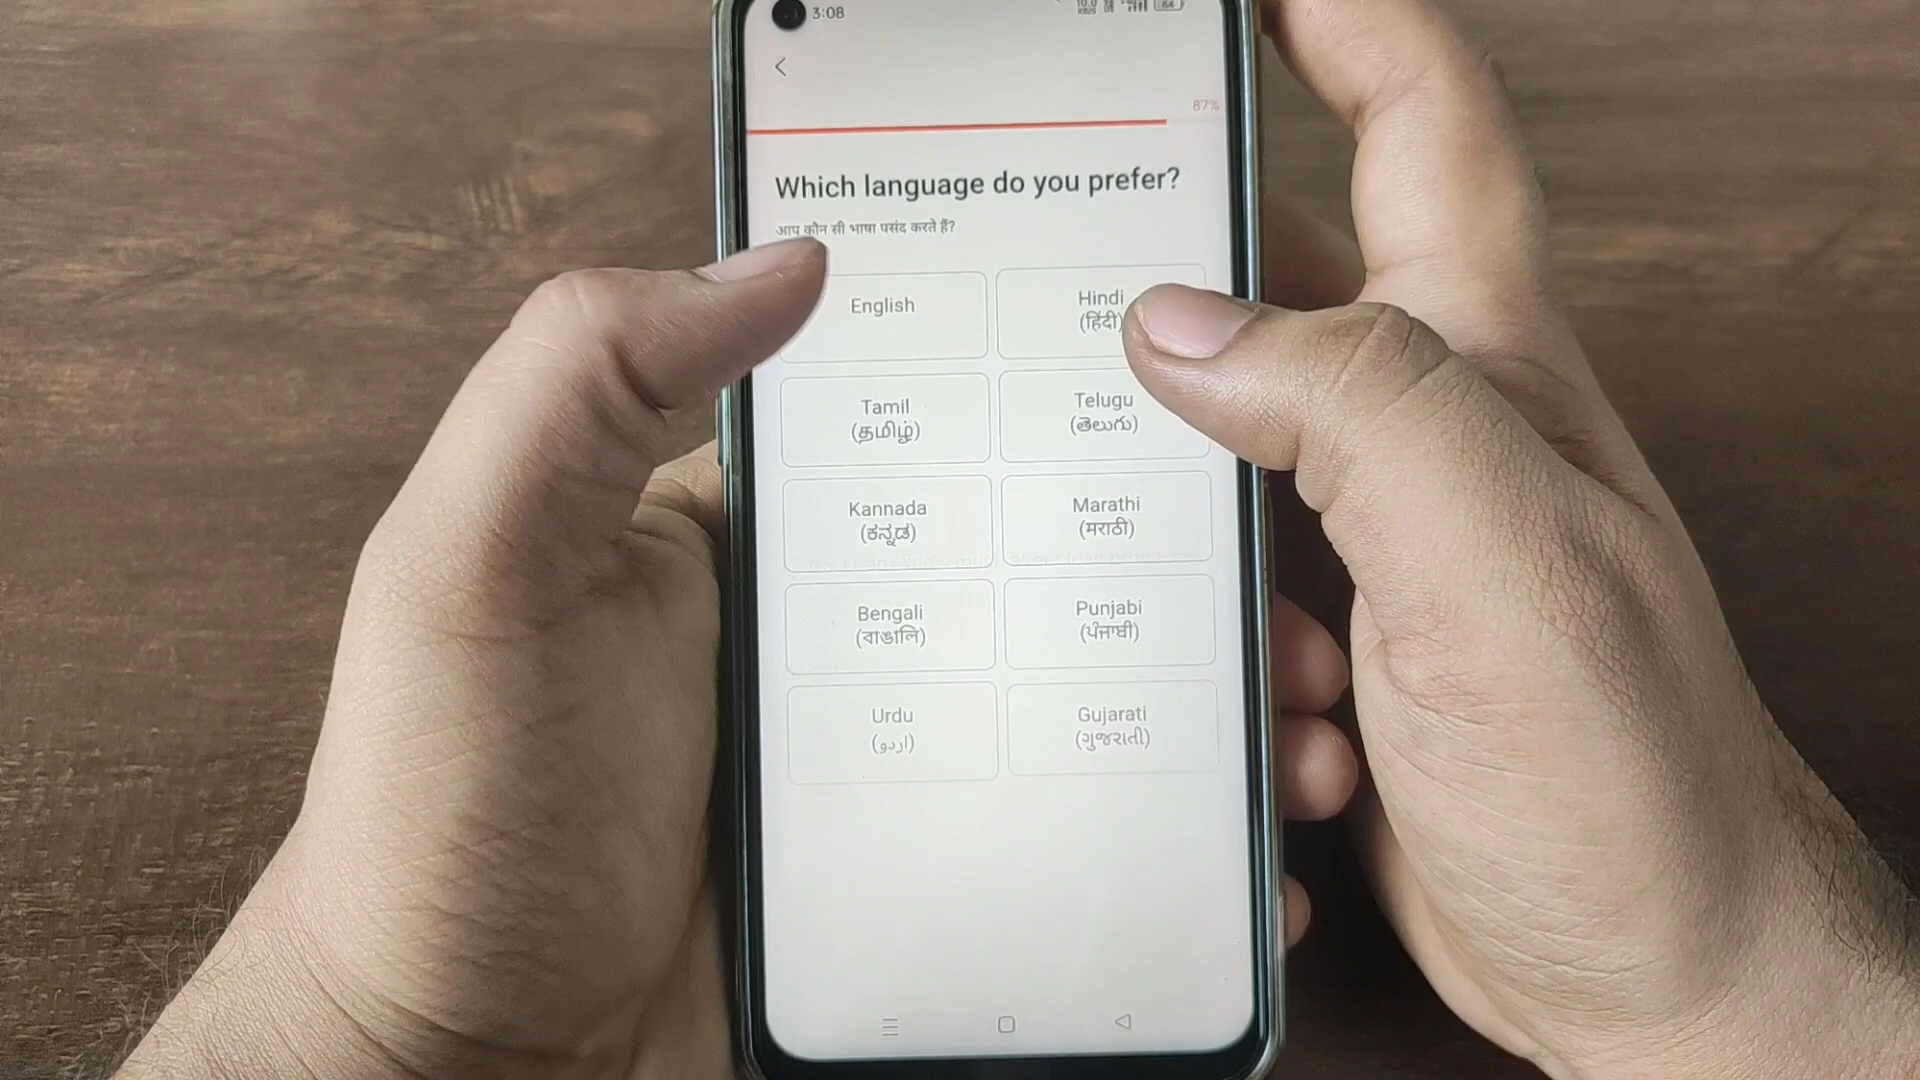 3:08
64
87%
Which language do you prefer?
आप कौन सी भाषा पसंद करते हैं?
English
Hindi
(हिंदी)
Tamil
(தமிழ்)
Telugu
(తెలుగు)
Kannada
(ಕನ್ನಡ)
Marathi
(मराठी)
Bengali
(বাঙালি)
Punjabi
(ਪੰਜਾਬੀ)
Urdu
(اردو)
Gujarati
(ગુજરાતી)